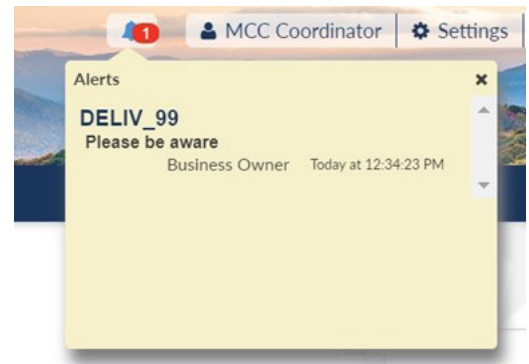 1 MCC Coordinator Settings
Alerts ×
DELIV_99
Please be aware
Business Owner Today at 12:34:23 PM